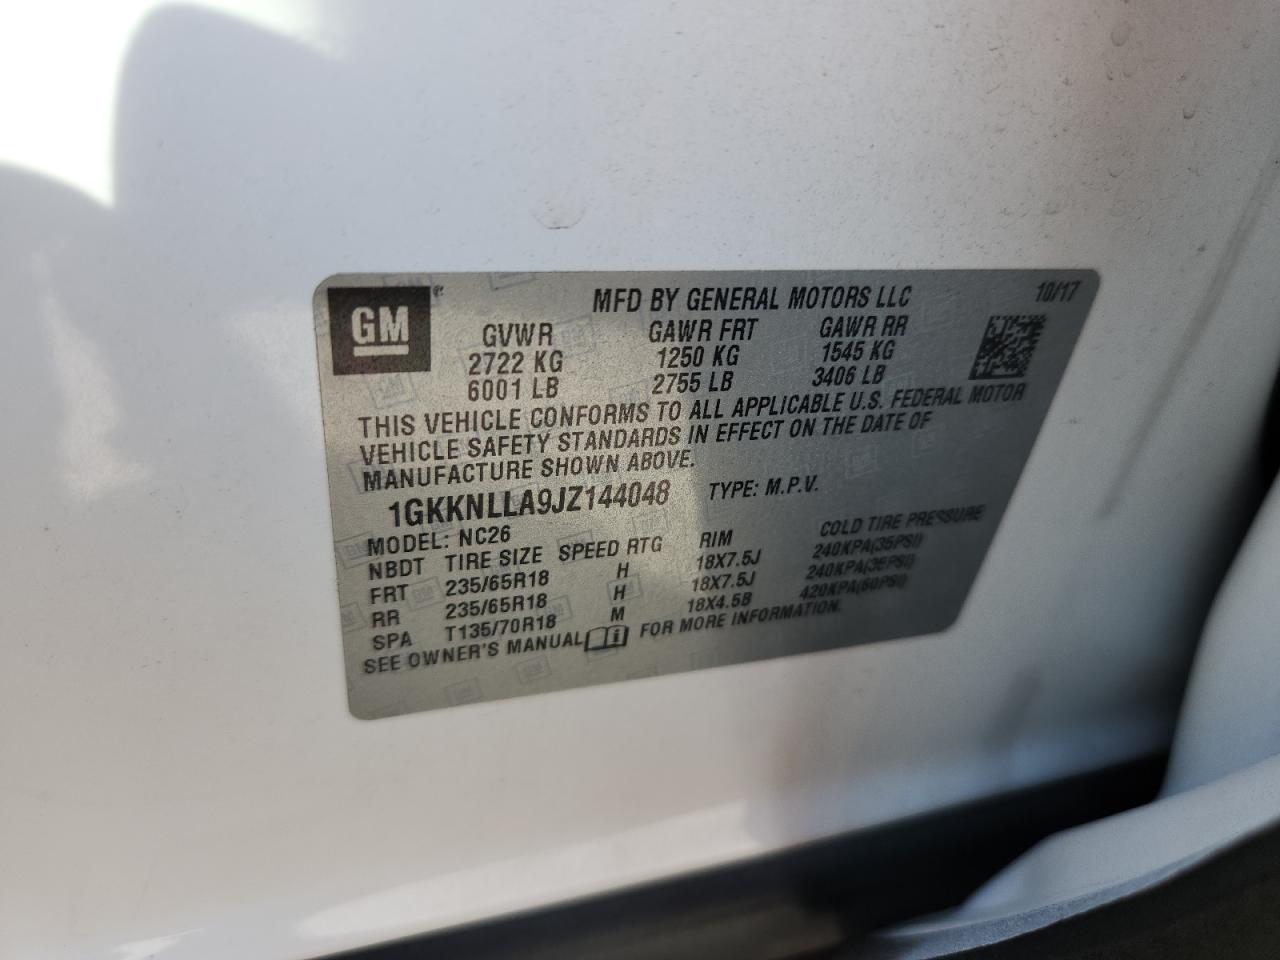 GM
MFD BY GENERAL MOTORS LLC 10/17
GVWR GAWR FRT GAWR RR
2722 KG 1250 KG 1545 KG
6001 LB 2755 LB 3406 LB
THIS VEHICLE CONFORMS TO ALL APPLICABLE U.S. FEDERAL MOTOR
VEHICLE SAFETY STANDARDS IN EFFECT ON THE DATE OF
MANUFACTURE SHOWN ABOVE.
1GKKNLLA9JZ144048 TYPE: M.P.V.
MODEL: NC26
NBDT TIRE SIZE SPEED RTG RIM COLD TIRE PRESSURE
FRT 235/65R18 H 18X7.5J 240KPA(35PSI)
RR 235/65R18 H 18X7.5J 240KPA(35PSI)
SPA T135/70R18 M 18X4.5B 420KPA(60PSI)
SEE OWNER'S MANUAL FOR MORE INFORMATION.